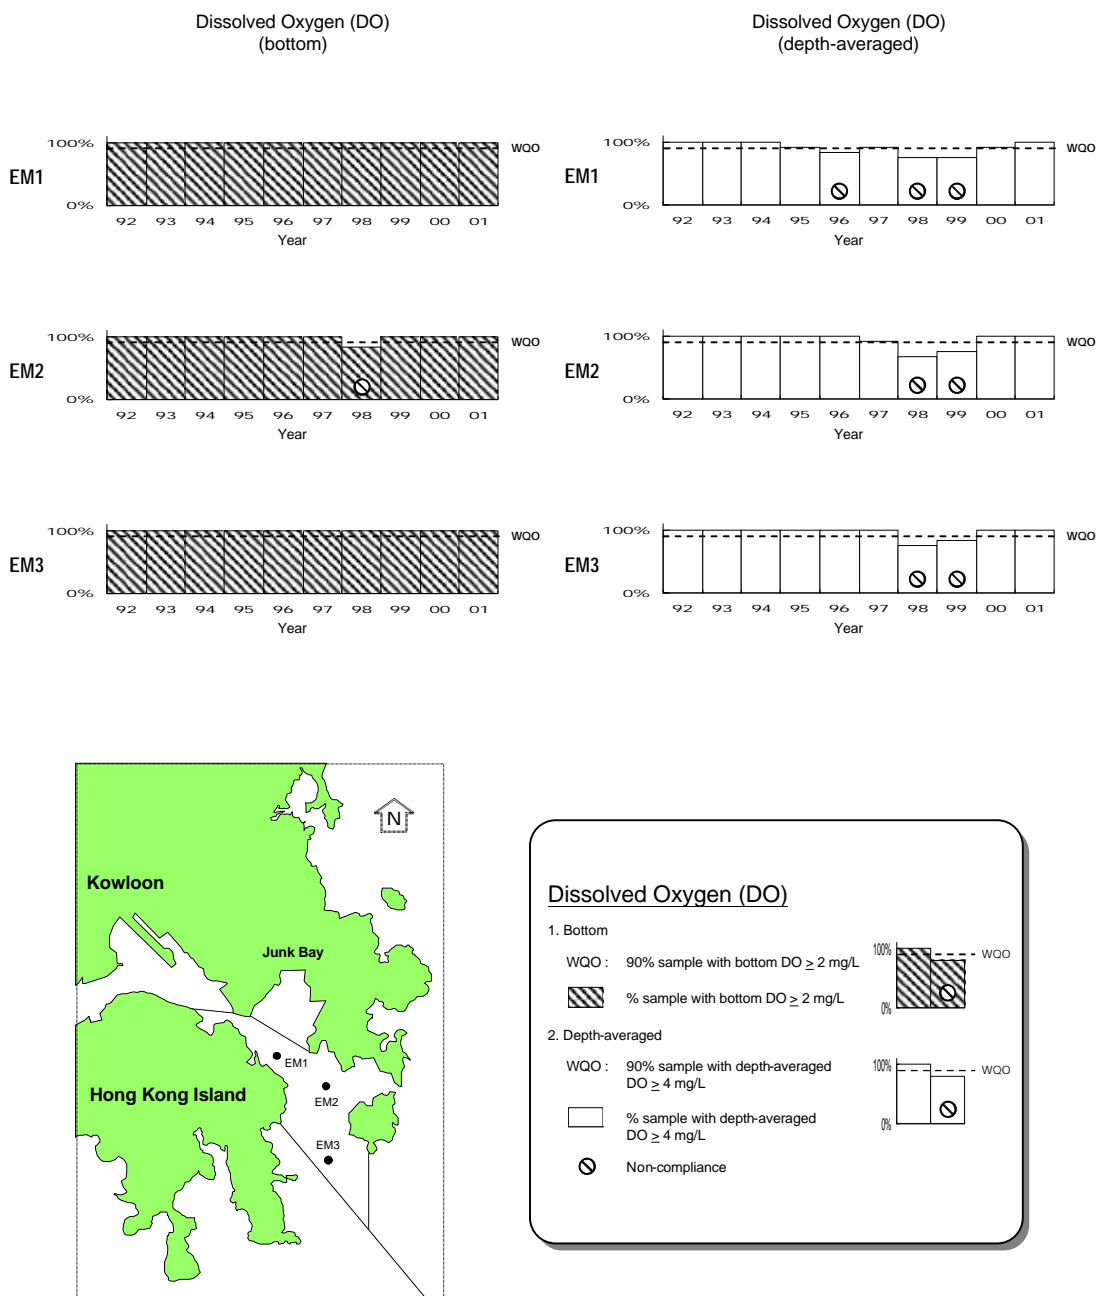 Dissolved Oxygen (DO)
(bottom)
Dissolved Oxygen (DO)
(depth-averaged)
100%
WQO
EM1
0%
92 93 94 95 96 97 98 99 00 01
Year
100%
WQO
EM1
0%
92 93 94 95 96 97 98 99 00 01
Year
100%
WQO
EM2
0%
92 93 94 95 96 97 98 99 00 01
Year
100%
WQO
EM2
0%
92 93 94 95 96 97 98 99 00 01
Year
100%
WQO
EM3
0%
92 93 94 95 96 97 98 99 00 01
Year
100%
WQO
EM3
0%
92 93 94 95 96 97 98 99 00 01
Year
N
Kowloon
Junk Bay
EM1
Hong Kong Island
EM2
EM3
Dissolved Oxygen (DO)
1. Bottom
WQO : 90% sample with bottom DO ≥ 2 mg/L
% sample with bottom DO ≥ 2 mg/L
100%
WQO
0%
2. Depth-averaged
WQO : 90% sample with depth-averaged
DO ≥ 4 mg/L
% sample with depth-averaged
DO ≥ 4 mg/L
100%
WQO
0%
Non-compliance